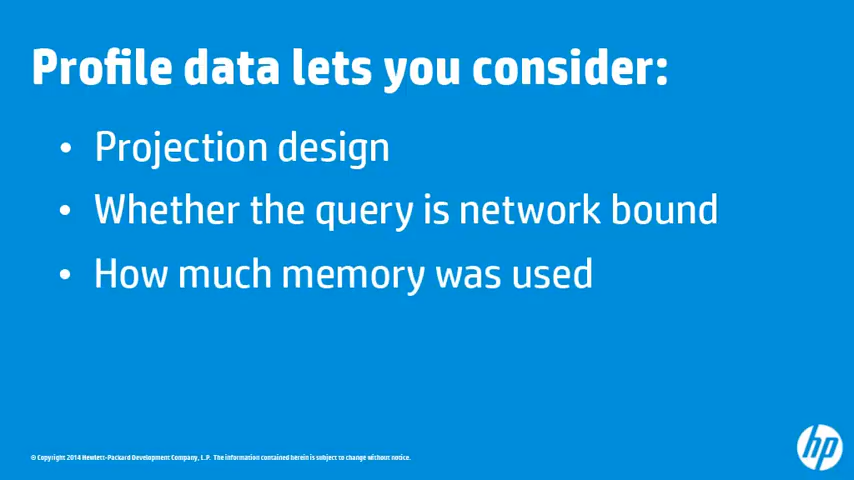 Profile data lets you consider:
• Projection design
• Whether the query is network bound
• How much memory was used
© Copyright 2014 Hewlett-Packard Development Company, L.P. The information contained herein is subject to change without notice.
hp